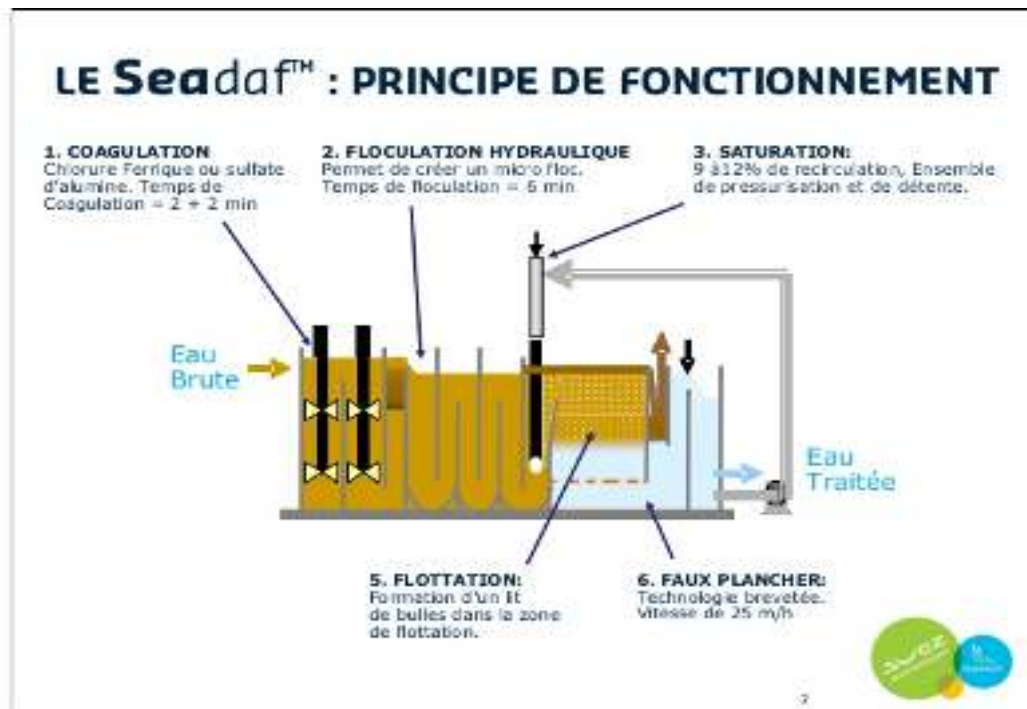 LE Seadaf™ : PRINCIPE DE FONCTIONNEMENT
1. COAGULATION
Chlorure Ferrique ou sulfate
d'alumine. Temps de
Coagulation = 2 + 2 min
2. FLOCULATION HYDRAULIQUE
Permet de créer un micro floc.
Temps de floculation = 6 min
3. SATURATION:
9 à12% de recirculation, Ensemble
de pressurisation et de détente.
Eau
Brute
Eau
Traitée
5. FLOTTATION:
Formation d'un lit
de bulles dans la zone
de flottation.
6. FAUX PLANCHER:
Technologie brevetée.
Vitesse de 25 m/h
2